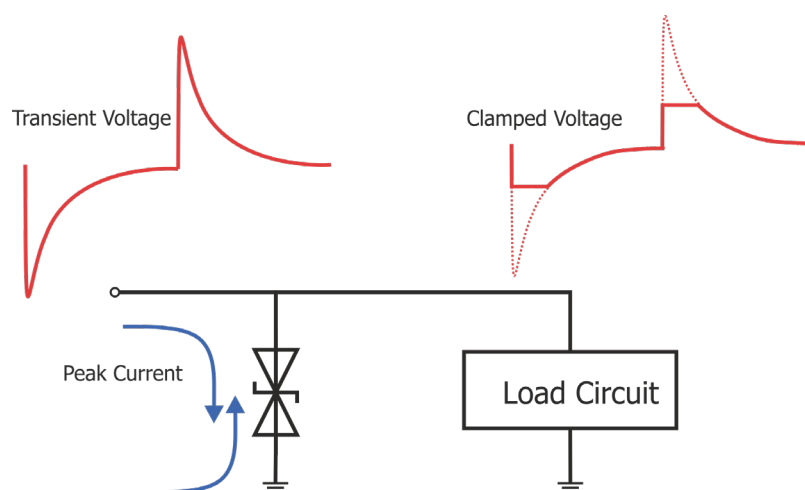 Transient Voltage
Clamped Voltage
Peak Current
Load Circuit